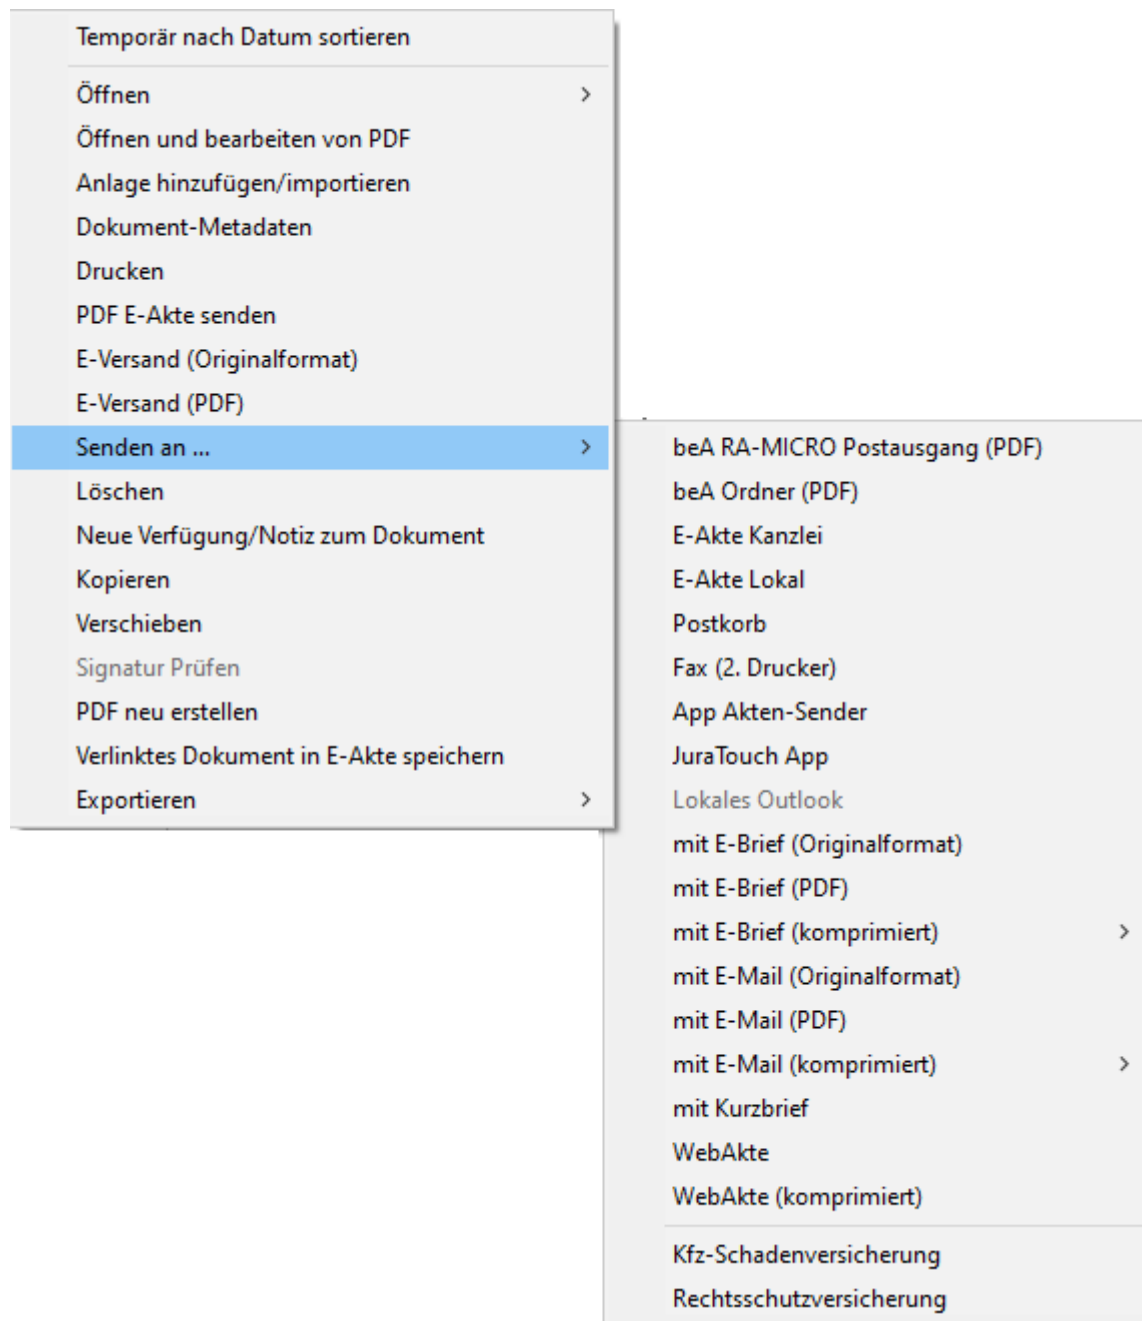 Temporär nach Datum sortieren
Öffnen
Öffnen und bearbeiten von PDF
Anlage hinzufügen/importieren
Dokument-Metadaten
Drucken
PDF E-Akte senden
E-Versand (Originalformat)
E-Versand (PDF)
Senden an ...
Löschen
Neue Verfügung/Notiz zum Dokument
Kopieren
Verschieben
Signatur Prüfen
PDF neu erstellen
Verlinktes Dokument in E-Akte speichern
Exportieren
beA RA-MICRO Postausgang (PDF)
beA Ordner (PDF)
E-Akte Kanzlei
E-Akte Lokal
Postkorb
Fax (2. Drucker)
App Akten-Sender
JuraTouch App
Lokales Outlook
mit E-Brief (Originalformat)
mit E-Brief (PDF)
mit E-Brief (komprimiert)
mit E-Mail (Originalformat)
mit E-Mail (PDF)
mit E-Mail (komprimiert)
mit Kurzbrief
WebAkte
WebAkte (komprimiert)
Kfz-Schadenversicherung
Rechtsschutzversicherung